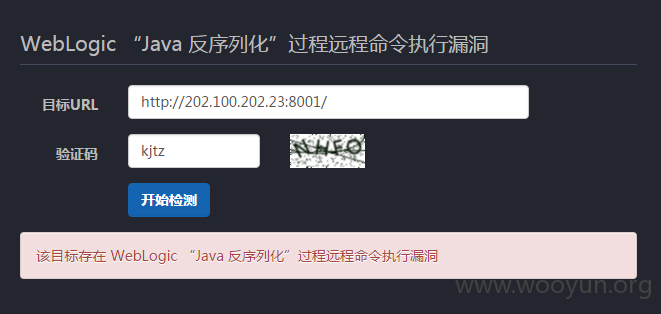 WebLogic “Java 反序列化”过程远程命令执行漏洞
目标URL http://202.100.202.23:8001/
验证码 kjtz NHFO
开始检测
该目标存在 WebLogic “Java 反序列化”过程远程命令执行漏洞
www.wooyun.org